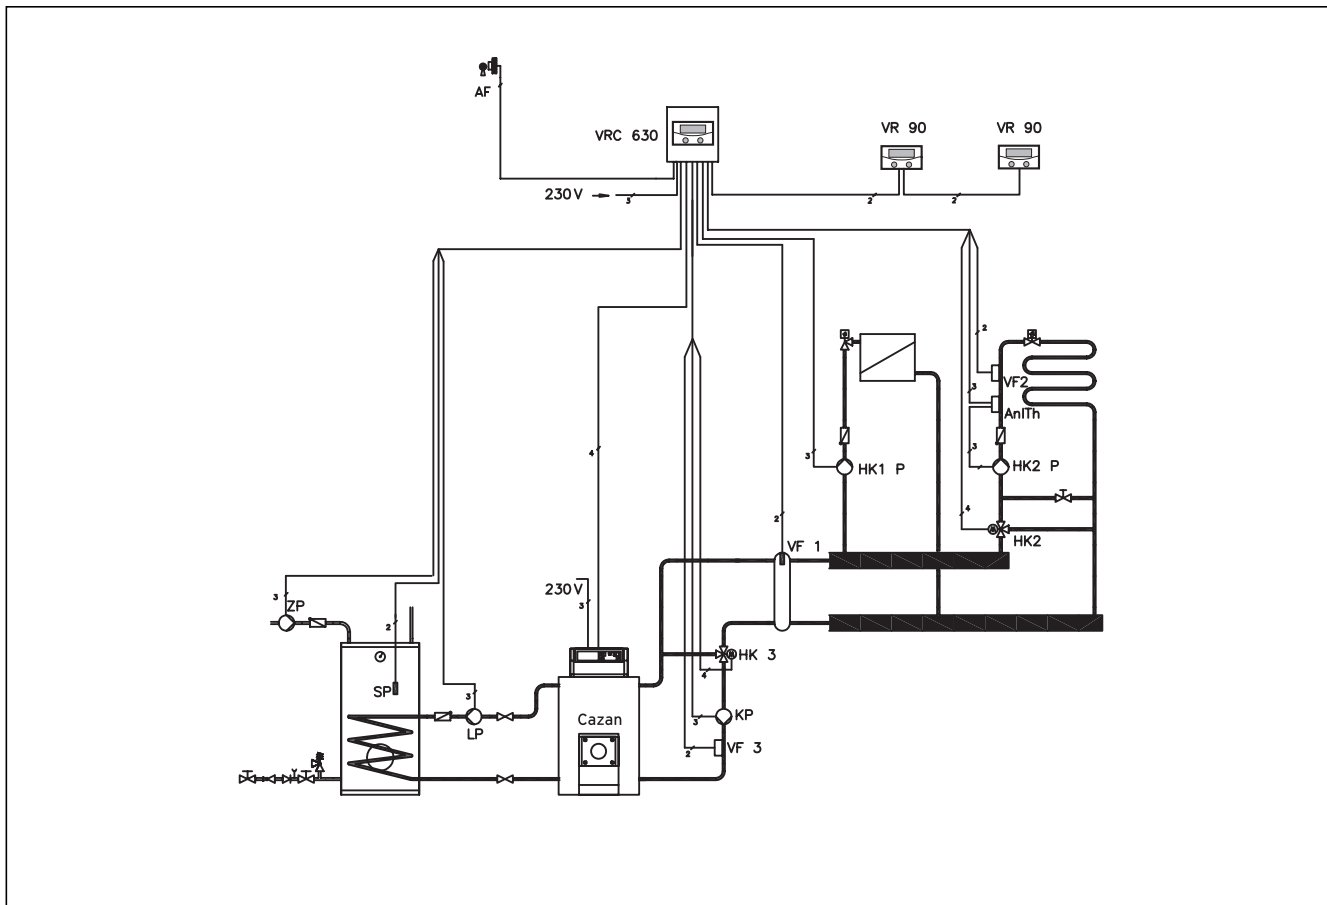 AF
VRC 630
VR 90
VR 90
230V
3
2
2
2
VF2
3
AnlTh
4
3
3
HK1 P
HK2 P
2
4
VF 1
HK2
230V
3
3
ZP
2
HK 3
SP
4
3
3
KP
LP
Cazan
2
VF 3